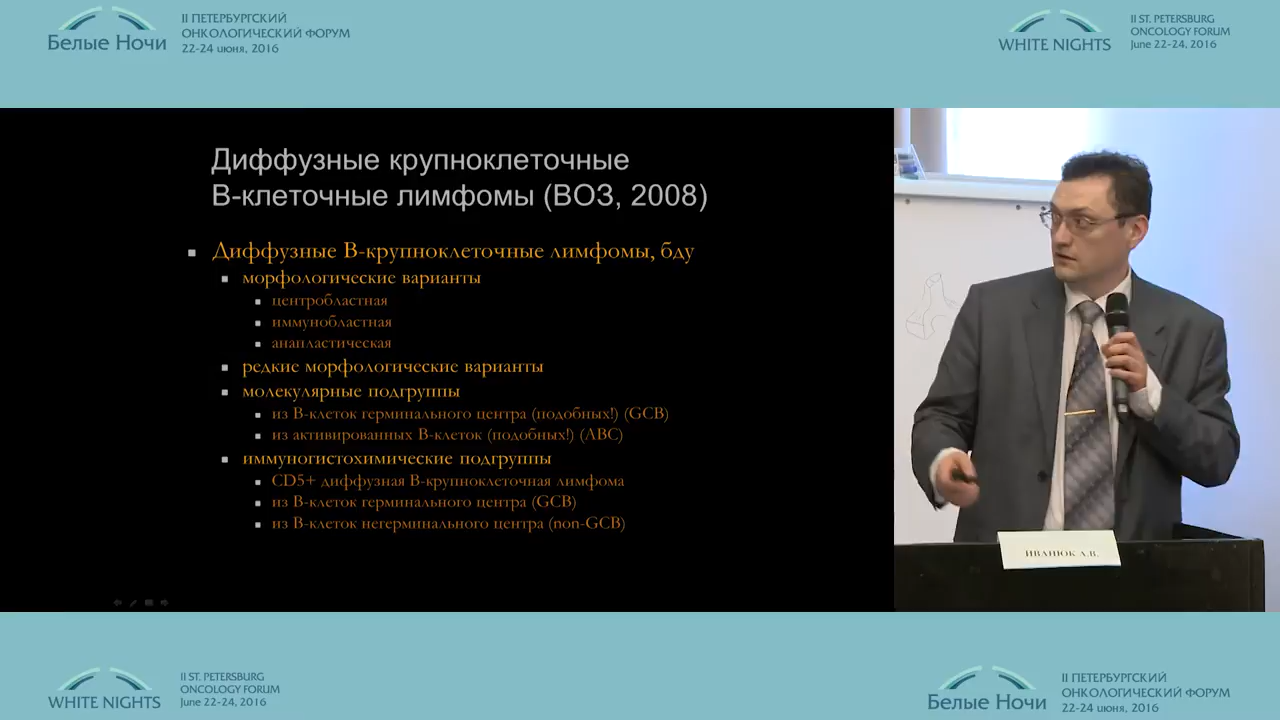 Белые Ночи
II ПЕТЕРБУРГСКИЙ
ОНКОЛОГИЧЕСКИЙ ФОРУМ
22-24 июня, 2016
WHITE NIGHTS
II ST. PETERSBURG
ONCOLOGY FORUM
June 22-24, 2016
Диффузные крупноклеточные
В-клеточные лимфомы (ВОЗ, 2008)
Диффузные В-крупноклеточные лимфомы, бду
морфологические варианты
центробластная
иммунобластная
анапластическая
редкие морфологические варианты
молекулярные подгруппы
из В-клеток герминального центра (подобных!) (GCB)
из активированных В-клеток (подобных!) (ABC)
иммуногистохимические подгруппы
CD5+ диффузная В-крупноклеточная лимфома
из В-клеток герминального центра (GCB)
из В-клеток негерминального центра (non-GCB)
ИВАНЮК А.В.
WHITE NIGHTS
II ST. PETERSBURG
ONCOLOGY FORUM
June 22-24, 2016
Белые Ночи
II ПЕТЕРБУРГСКИЙ
ОНКОЛОГИЧЕСКИЙ ФОРУМ
22-24 июня, 2016